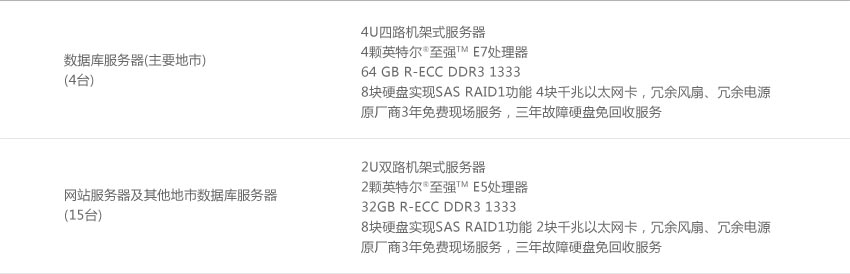 数据库服务器(主要地市)
(4台)
4U四路机架式服务器
4颗英特尔®至强™ E7处理器
64 GB R-ECC DDR3 1333
8块硬盘实现SAS RAID1功能 4块千兆以太网卡，冗余风扇、冗余电源
原厂商3年免费现场服务，三年故障硬盘免回收服务
网站服务器及其他地市数据库服务器
(15台)
2U双路机架式服务器
2颗英特尔®至强™ E5处理器
32GB R-ECC DDR3 1333
8块硬盘实现SAS RAID1功能 2块千兆以太网卡，冗余风扇、冗余电源
原厂商3年免费现场服务，三年故障硬盘免回收服务